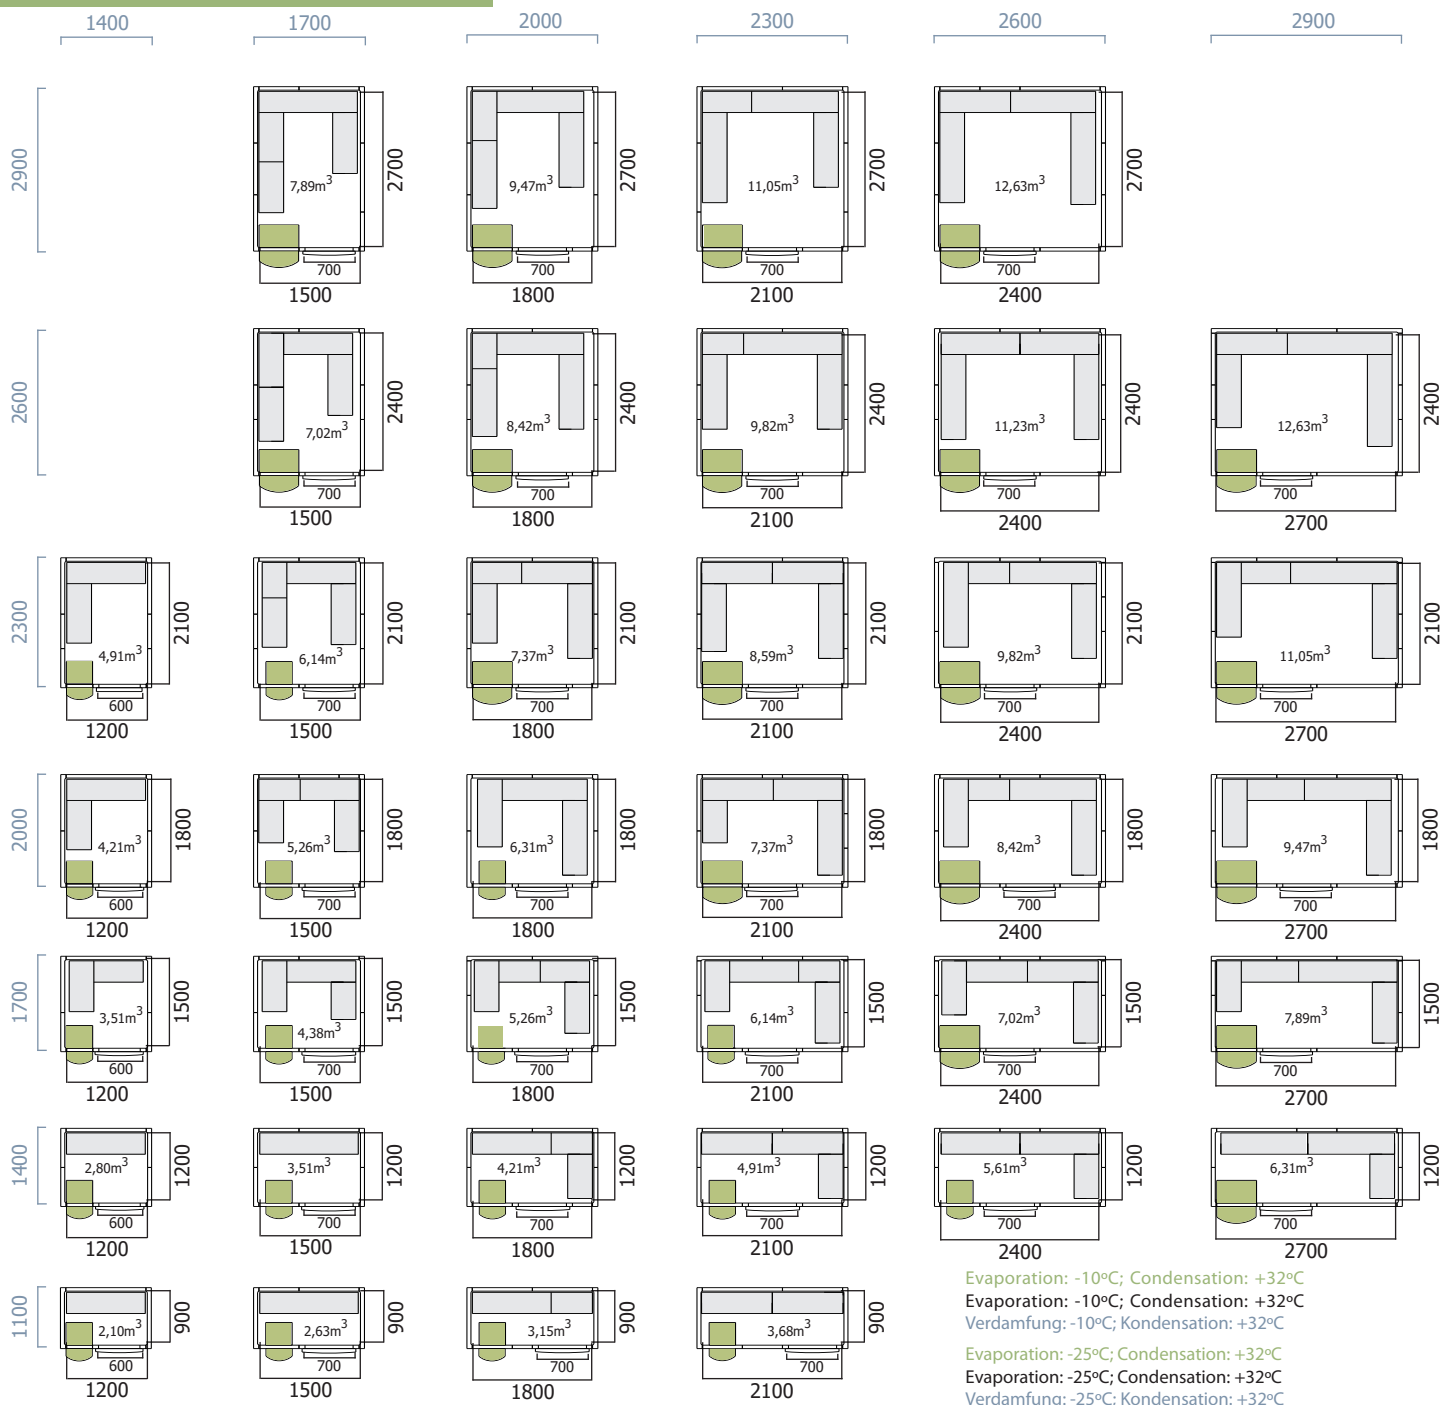 1400 1700 2000 2300 2600 2900
2900
7,89m³ 2700 700 1500
9,47m³ 2700 700 1800
11,05m³ 2700 700 2100
12,63m³ 2700 700 2400
2600
7,02m³ 2400 700 1500
8,42m³ 2400 700 1800
9,82m³ 2400 700 2100
11,23m³ 2400 700 2400
12,63m³ 2400 700 2700
2300
4,91m³ 2100 600 1200
6,14m³ 2100 700 1500
7,37m³ 2100 700 1800
8,59m³ 2100 700 2100
9,82m³ 2100 700 2400
11,05m³ 2100 700 2700
2000
4,21m³ 1800 600 1200
5,26m³ 1800 700 1500
6,31m³ 1800 700 1800
7,37m³ 1800 700 2100
8,42m³ 1800 700 2400
9,47m³ 1800 700 2700
1700
3,51m³ 1500 600 1200
4,38m³ 1500 700 1500
5,26m³ 1500 700 1800
6,14m³ 1500 700 2100
7,02m³ 1500 700 2400
7,89m³ 1500 700 2700
1400
2,80m³ 1200 600 1200
3,51m³ 1200 700 1500
4,21m³ 1200 700 1800
4,91m³ 1200 700 2100
5,61m³ 1200 700 2400
6,31m³ 1200 700 2700
1100
2,10m³ 900 600 1200
2,63m³ 900 700 1500
3,15m³ 900 700 1800
3,68m³ 900 700 2100
Evaporation: -10ºC; Condensation: +32ºC
Evaporation: -10ºC; Condensation: +32ºC
Verdamfung: -10ºC; Kondensation: +32ºC
Evaporation: -25ºC; Condensation: +32ºC
Evaporation: -25ºC; Condensation: +32ºC
Verdamfung: -25ºC; Kondensation: +32ºC